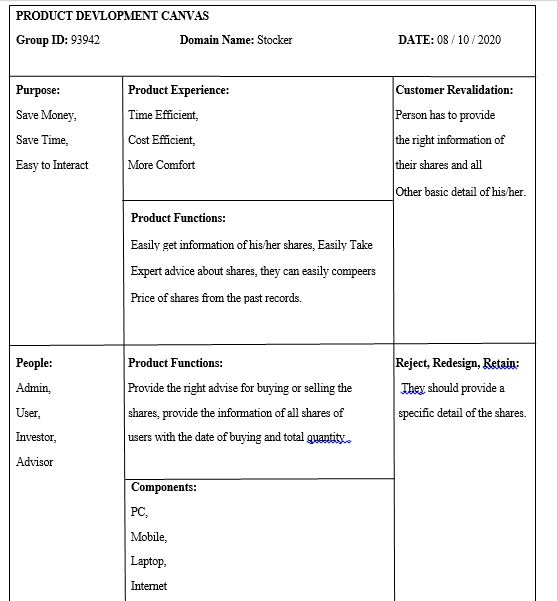 PRODUCT DEVLOPMENT CANVAS
Group ID: 93942 Domain Name: Stocker DATE: 08 / 10 / 2020
Purpose:
Save Money,
Save Time,
Easy to Interact
Product Experience:
Time Efficient,
Cost Efficient,
More Comfort
Product Functions:
Easily get information of his/her shares, Easily Take
Expert advice about shares, they can easily compeers
Price of shares from the past records.
Customer Revalidation:
Person has to provide
the right information of
their shares and all
Other basic detail of his/her.
People:
Admin,
User,
Investor,
Advisor
Product Functions:
Provide the right advise for buying or selling the
shares, provide the information of all shares of
users with the date of buying and total quantity..
Components:
PC,
Mobile,
Laptop,
Internet
Reject, Redesign, Retain:
They should provide a
specific detail of the shares.